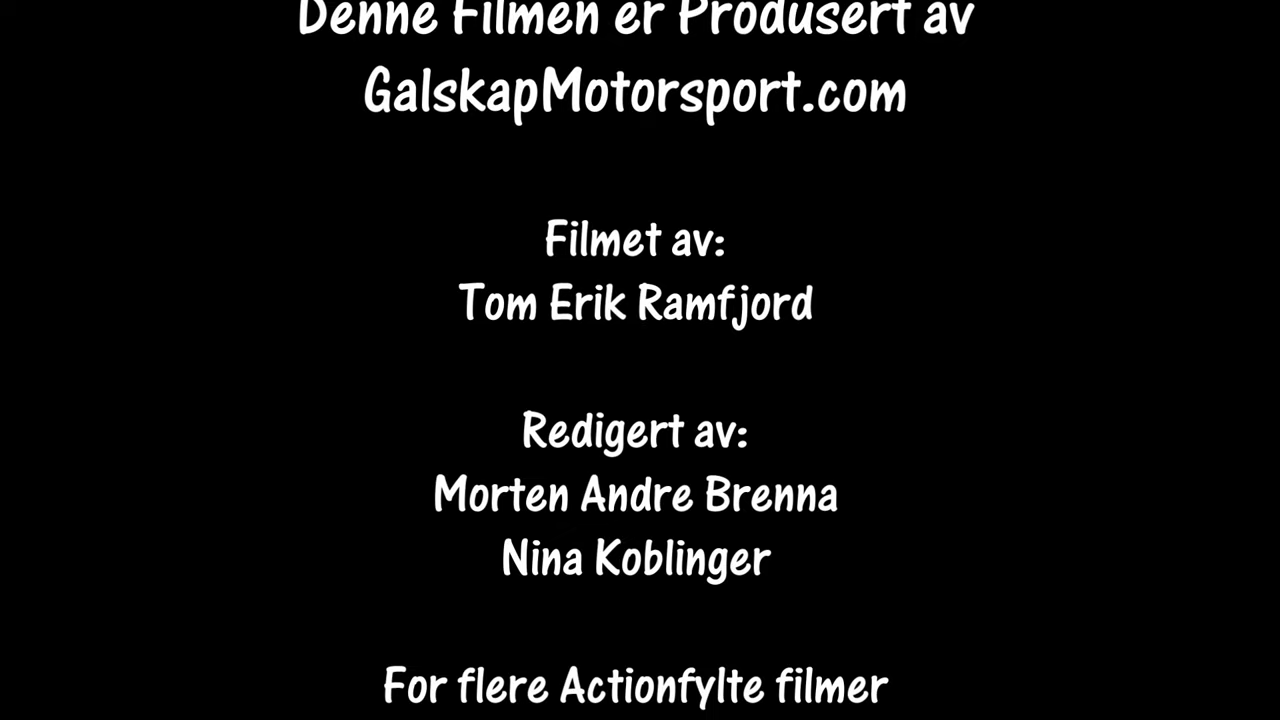 Denne Filmen er Produsert av
GalskapMotorsport.com
Filmet av:
Tom Erik Ramfjord
Redigert av:
Morten Andre Brenna
Nina Koblinger
For flere Actionfylte filmer